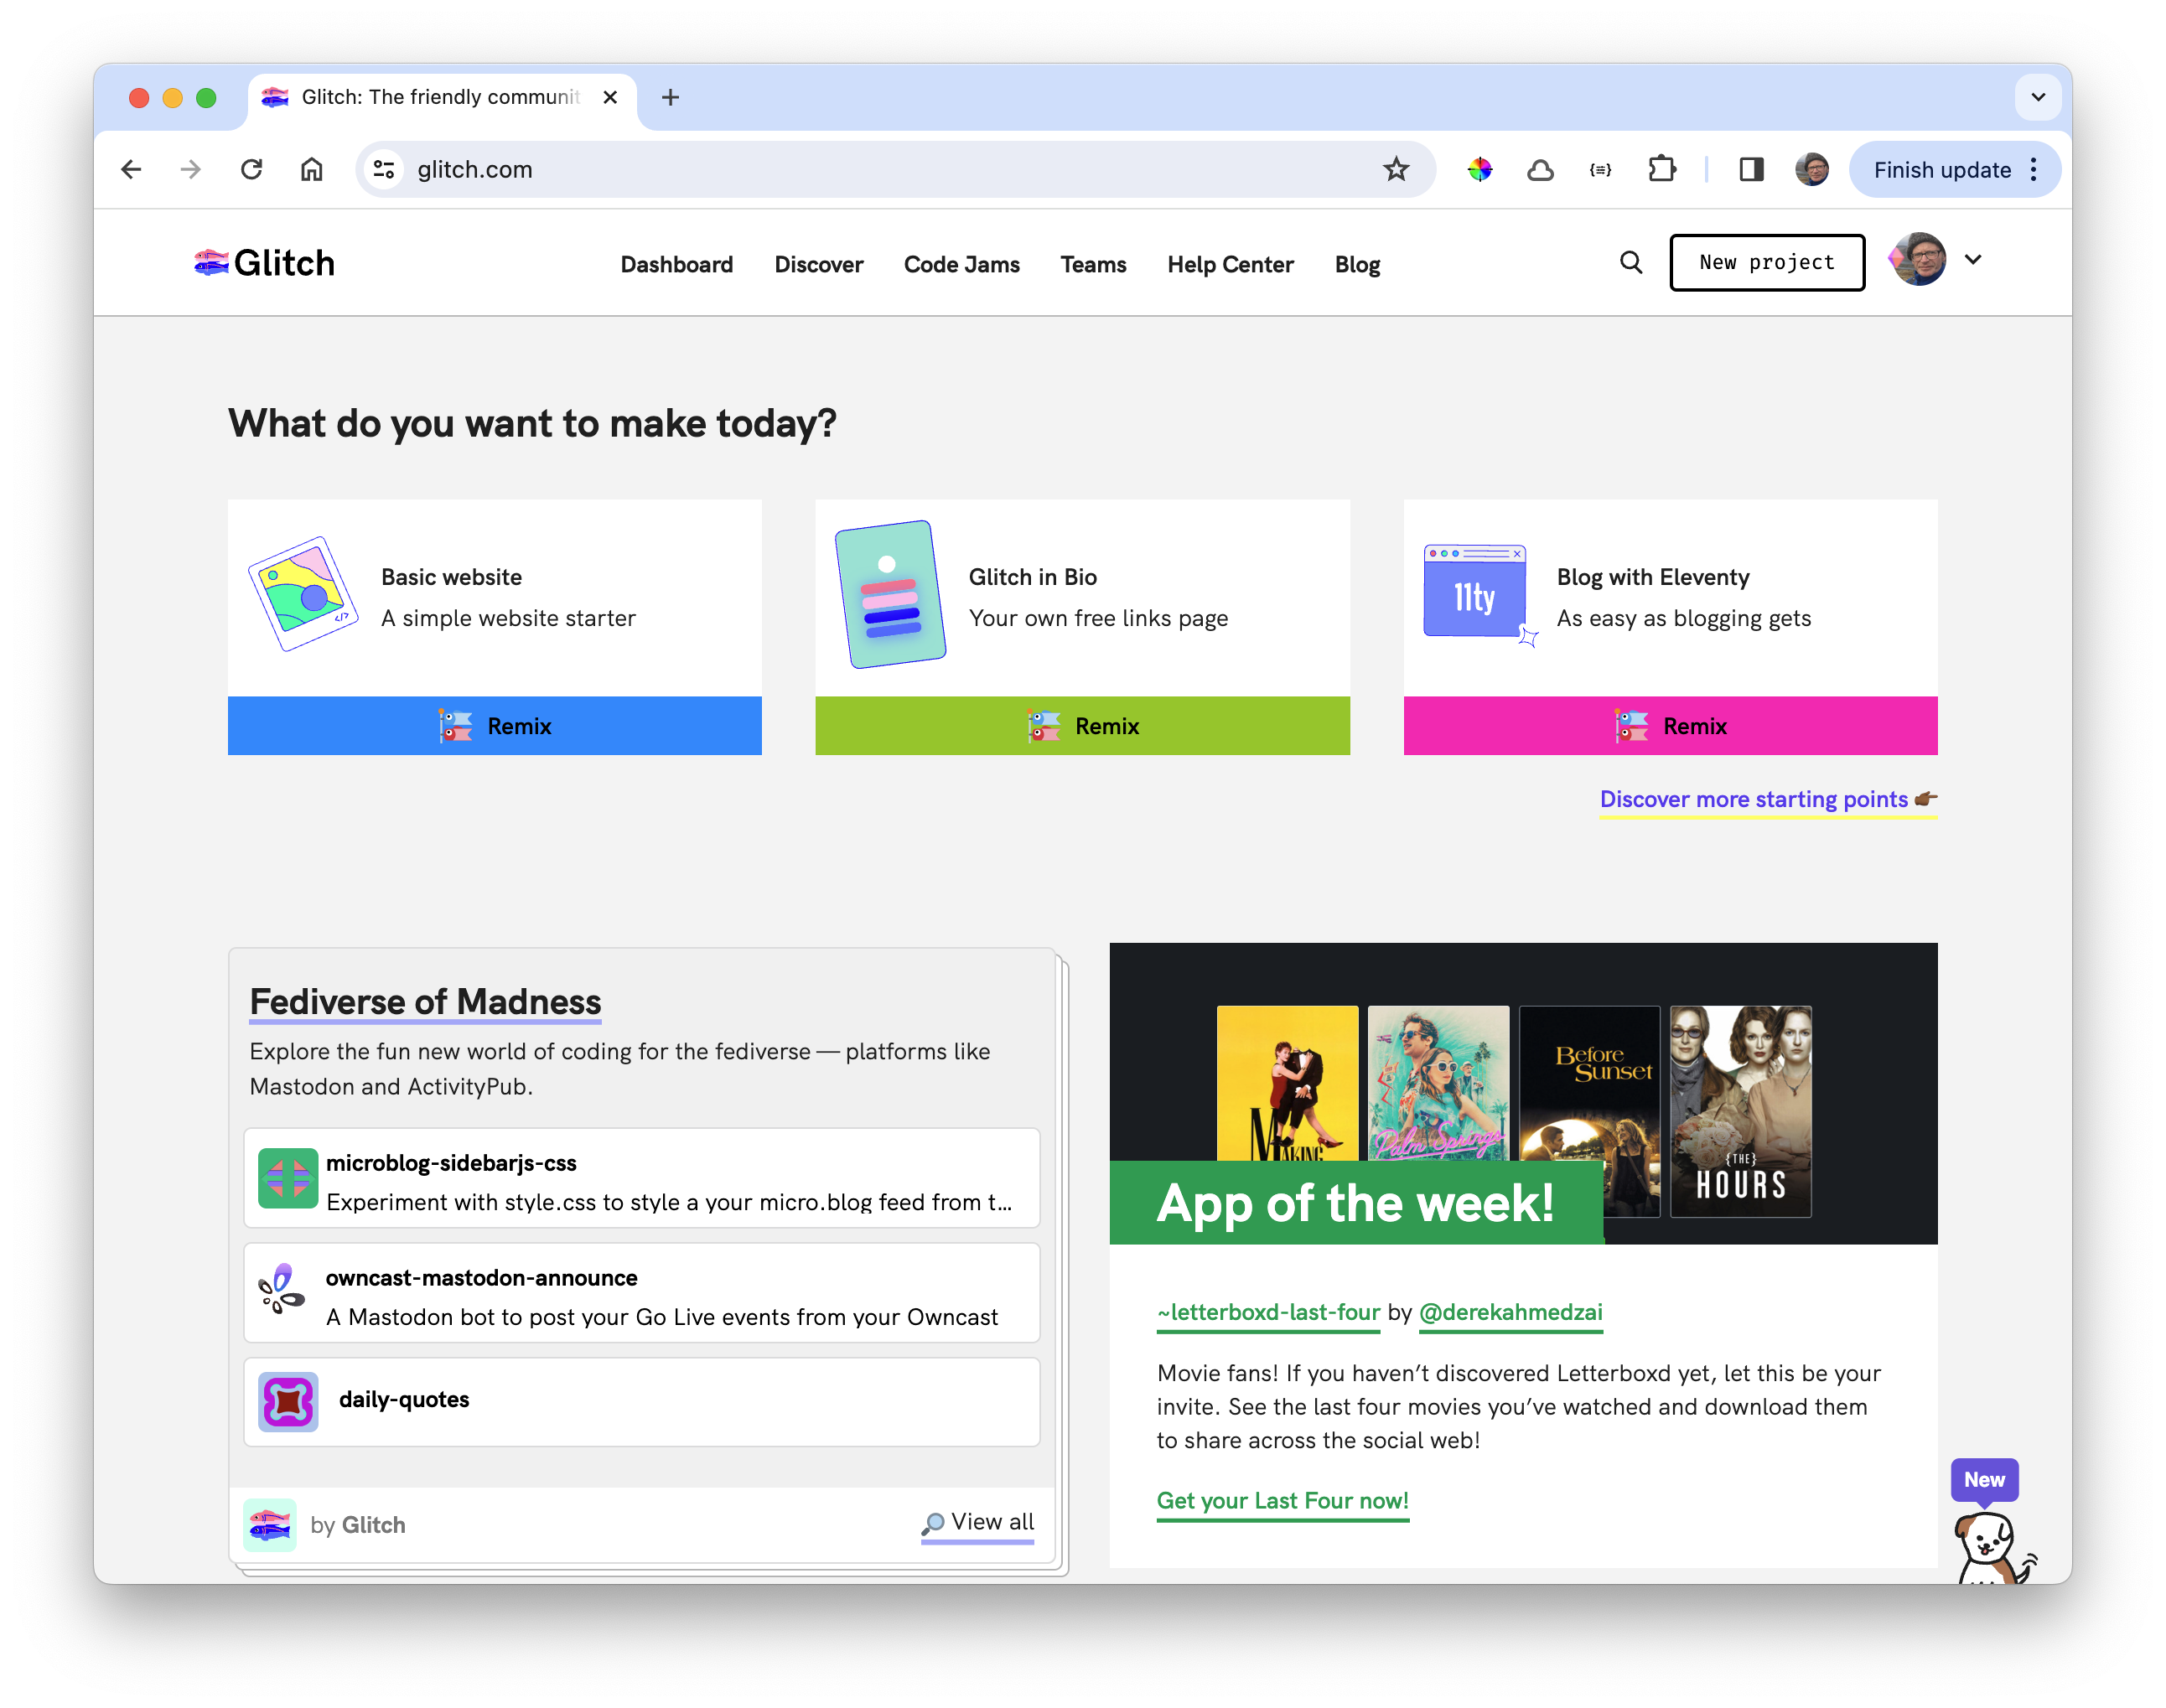 Glitch: The friendly communit
glitch.com
Finish update
Glitch
Dashboard
Discover
Code Jams
Teams
Help Center
Blog
New project
What do you want to make today?
Basic website
A simple website starter
Remix
Glitch in Bio
Your own free links page
Remix
11ty
Blog with Eleventy
As easy as blogging gets
Remix
Discover more starting points
Fediverse of Madness
Explore the fun new world of coding for the fediverse — platforms like
Mastodon and ActivityPub.
microblog-sidebarjs-css
Experiment with style.css to style a your micro.blog feed from t...
owncast-mastodon-announce
A Mastodon bot to post your Go Live events from your Owncast
daily-quotes
by Glitch
View all
MAKING
Palm Springs
Before
Sunset
{THE}
HOURS
App of the week!
~letterboxd-last-four by @derekahmedzai
Movie fans! If you haven’t discovered Letterboxd yet, let this be your
invite. See the last four movies you’ve watched and download them
to share across the social web!
Get your Last Four now!
New